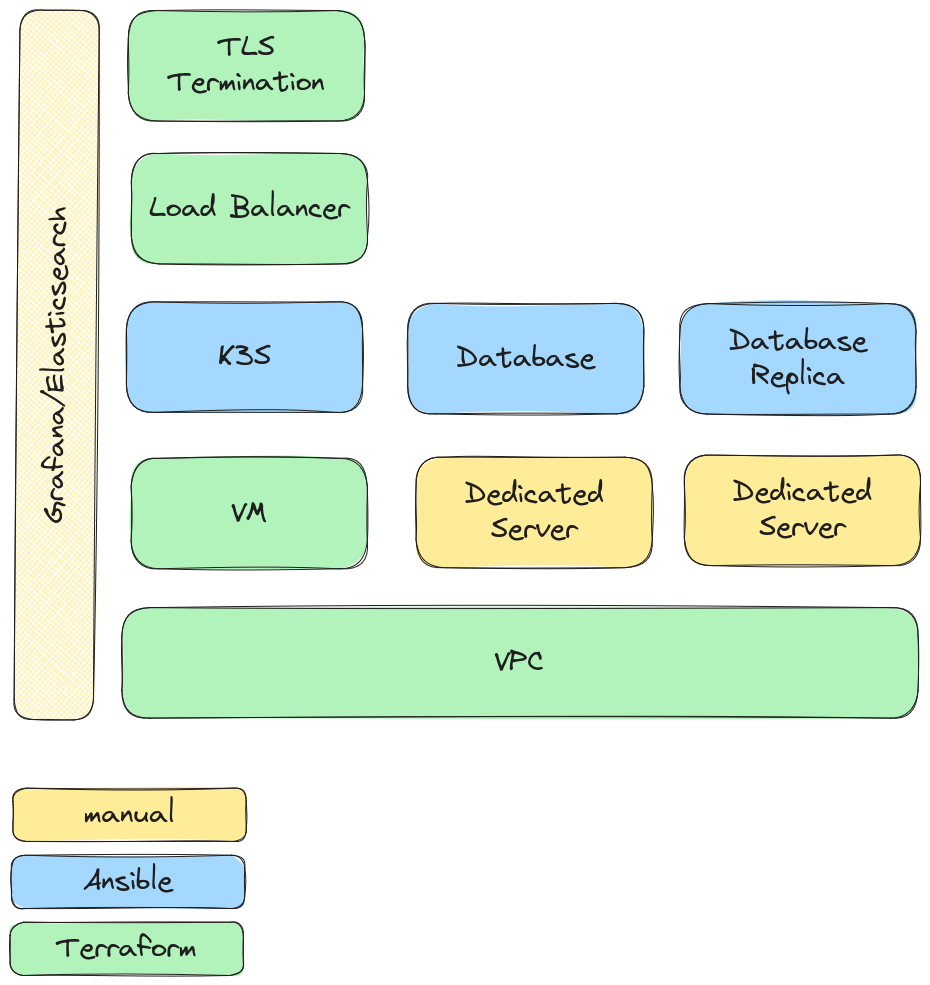 Grafana/Elasticsearch
TLS
Termination
Load Balancer
K3S
Database
Database
Replica
VM
Dedicated
Server
Dedicated
Server
VPC
manual
Ansible
Terraform